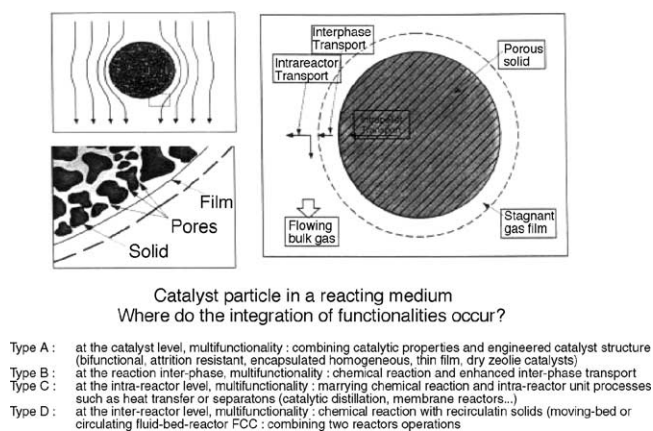 Film
Pores
Solid
Interphase
Transport
Intrareactor
Transport
Porous
solid
Intrapellet
Transport
Flowing
bulk gas
Stagnant
gas film
Catalyst particle in a reacting medium
Where do the integration of functionalities occur?
Type A : at the catalyst level, multifunctionality : combining catalytic properties and engineered catalyst structure
(bifunctional, attrition resistant, encapsulated homogeneous, thin film, dry zeolie catalysts)
Type B : at the reaction inter-phase, multifunctionality : chemical reaction and enhanced inter-phase transport
Type C : at the intra-reactor level, multifunctionality : marrying chemical reaction and intra-reactor unit processes
such as heat transfer or separatons (catalytic distillation, membrane reactors...)
Type D : at the inter-reactor level, multifunctionality : chemical reaction with recirculatin solids (moving-bed or
circulating fluid-bed-reactor FCC : combining two reactors operations